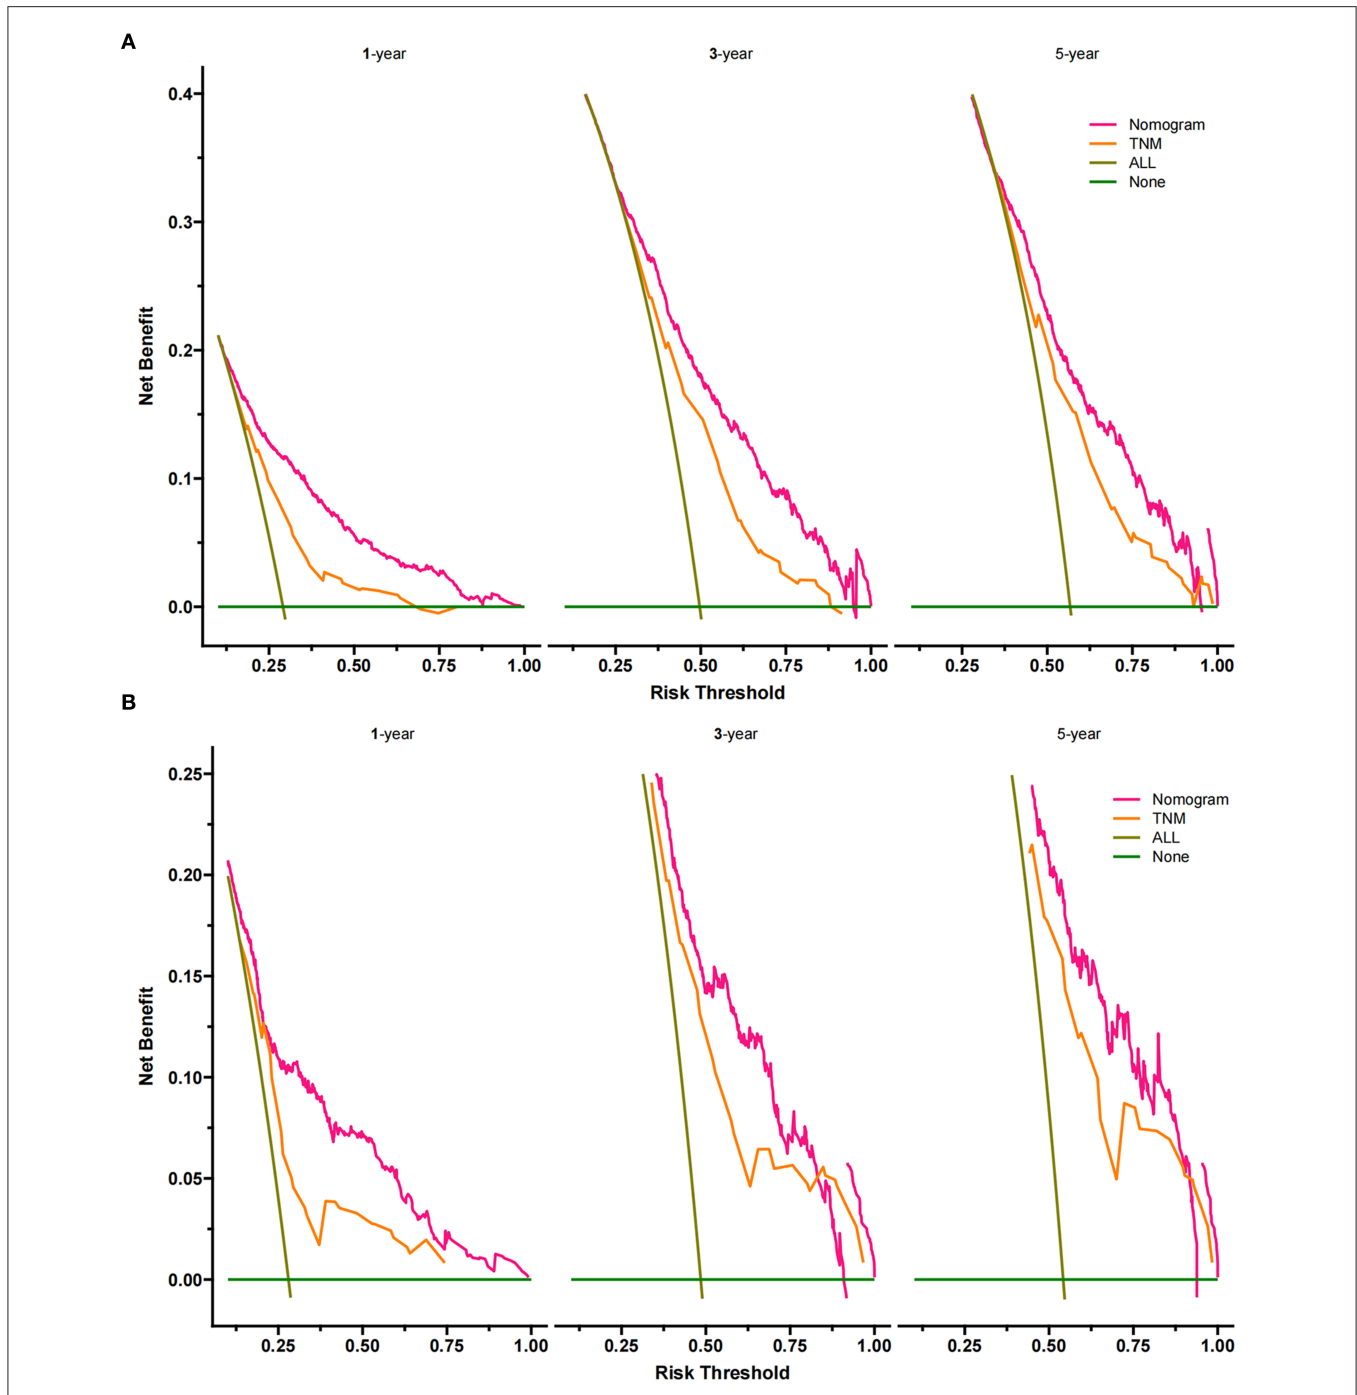 A
1-year 3-year 5-year
0.4
0.3
0.2
0.1
0.0
Net Benefit
Nomogram
TNM
ALL
None
0.25 0.50 0.75 1.00 0.25 0.50 0.75 1.00 0.25 0.50 0.75 1.00
Risk Threshold
B
1-year 3-year 5-year
0.25
0.20
0.15
0.10
0.05
0.00
Net Benefit
Nomogram
TNM
ALL
None
0.25 0.50 0.75 1.00 0.25 0.50 0.75 1.00 0.25 0.50 0.75 1.00
Risk Threshold